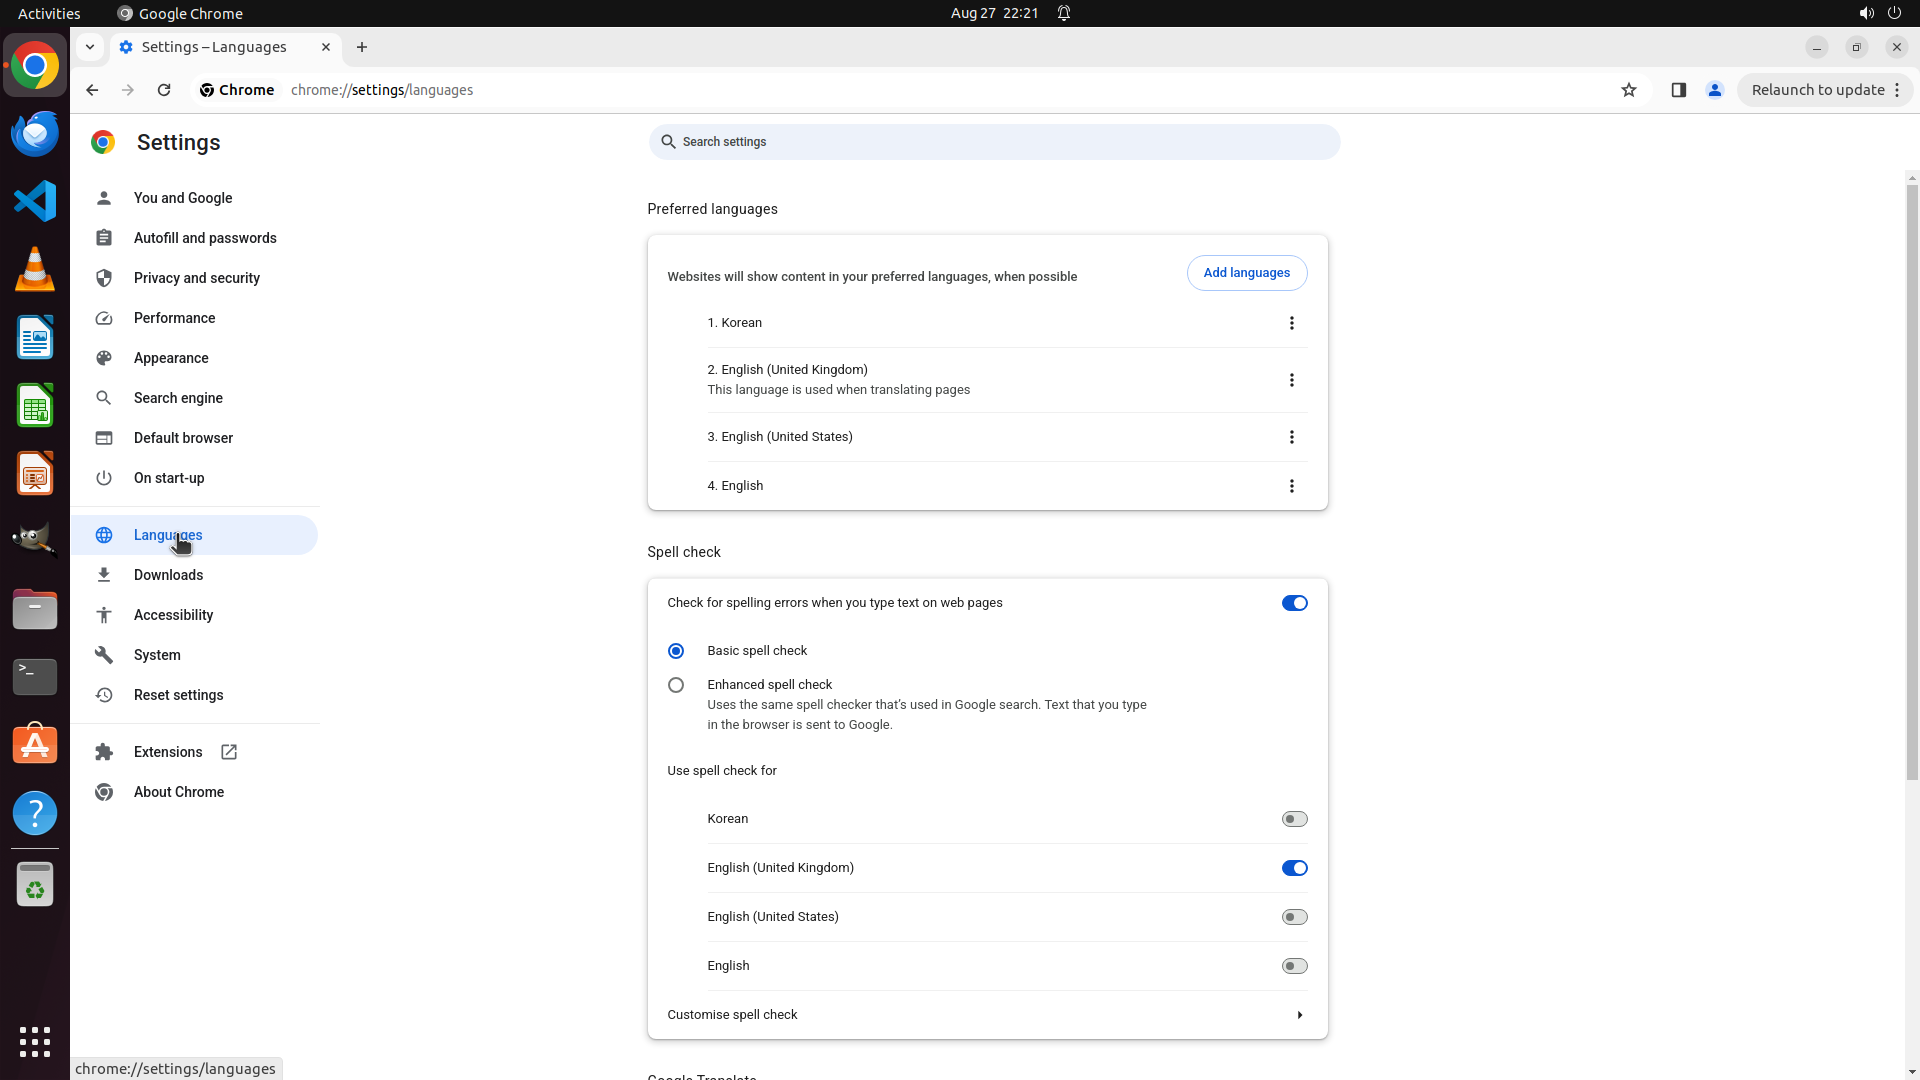 Activities
Google Chrome
Aug 27 22:21
Settings – Languages
Relaunch to update
Chrome
chrome://settings/languages
Settings
Search settings
You and Google
Autofill and passwords
Privacy and security
Performance
Appearance
Search engine
Default browser
On start-up
Languages
Downloads
Accessibility
System
Reset settings
Extensions
About Chrome
Preferred languages
Websites will show content in your preferred languages, when possible
Add languages
1. Korean
2. English (United Kingdom)
This language is used when translating pages
3. English (United States)
4. English
Spell check
Check for spelling errors when you type text on web pages
Basic spell check
Enhanced spell check
Uses the same spell checker that's used in Google search. Text that you type
in the browser is sent to Google.
Use spell check for
Korean
English (United Kingdom)
English (United States)
English
Customise spell check
Google Translate
chrome://settings/languages